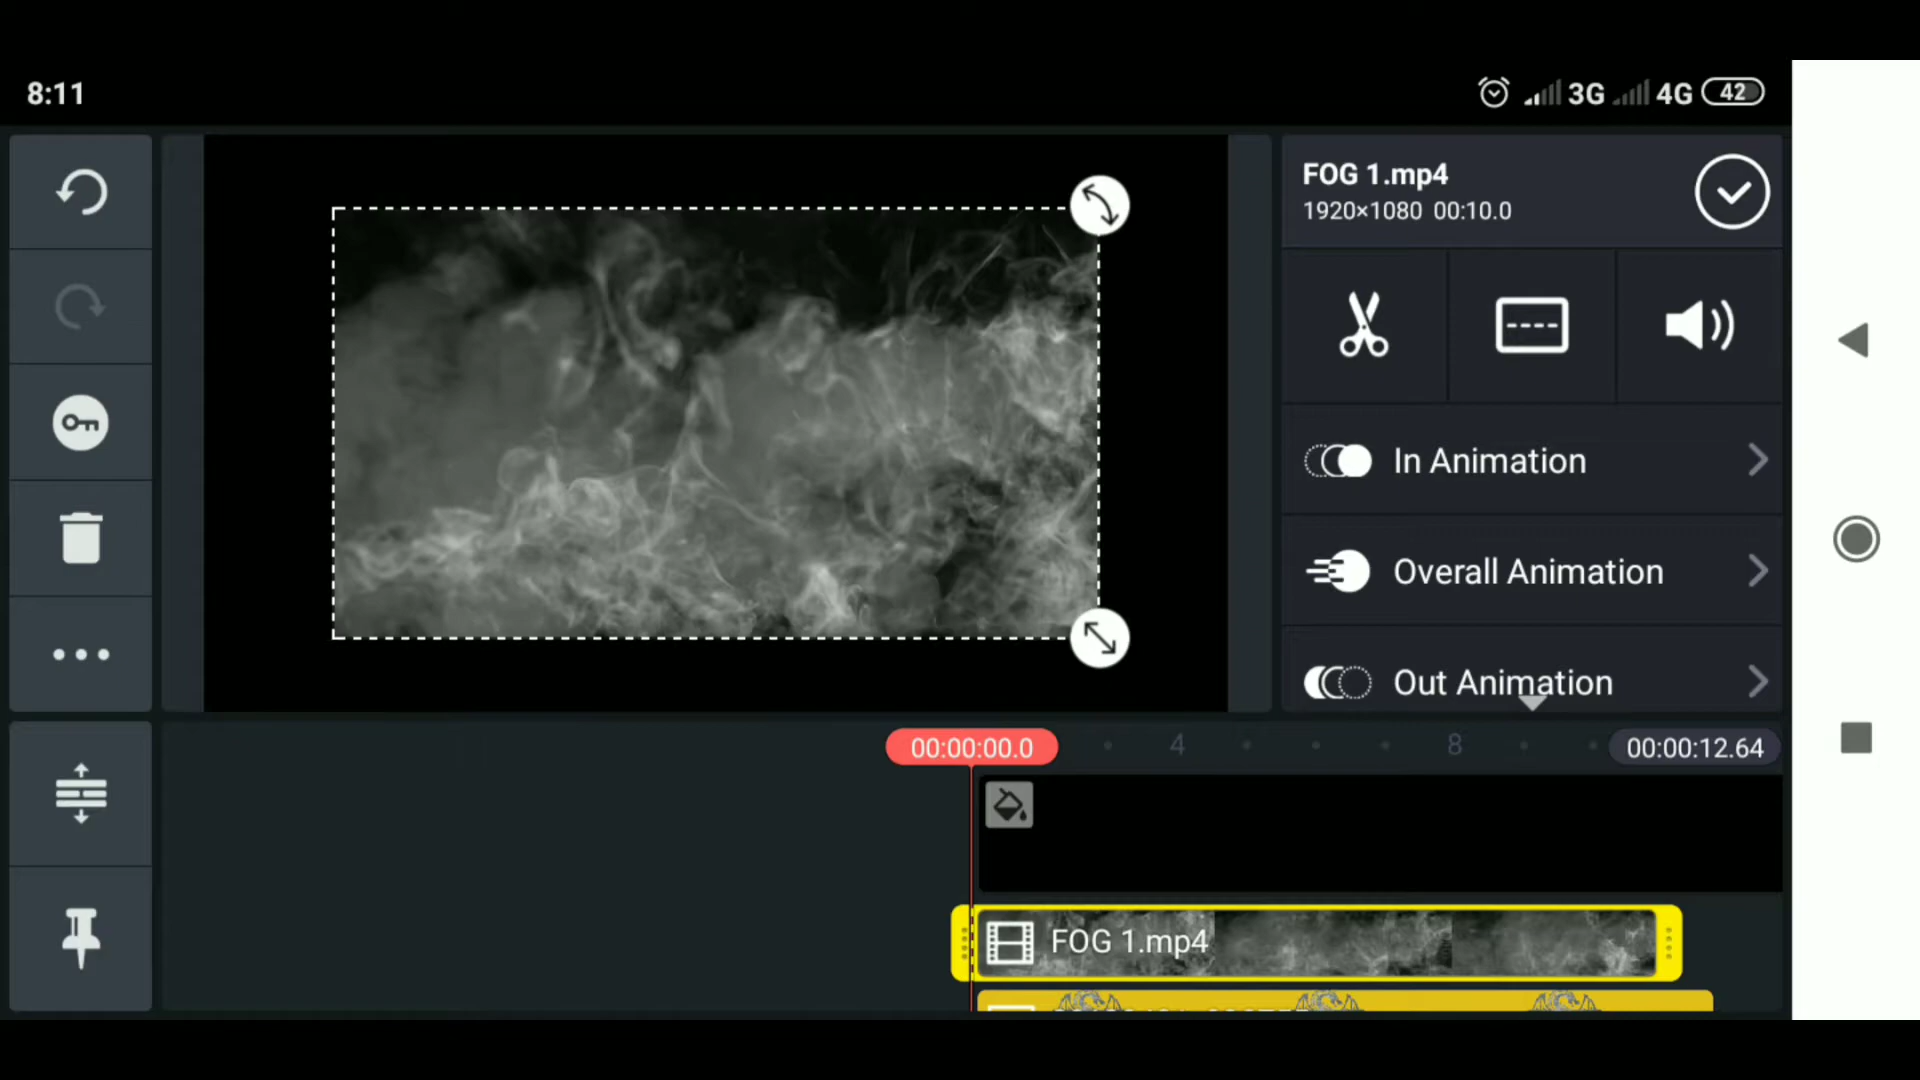 8:11
3G 4G 42
FOG 1.mp4
1920×1080 00:10.0
In Animation
Overall Animation
Out Animation
00:00:00.0
4
8
00:00:12.64
FOG 1.mp4